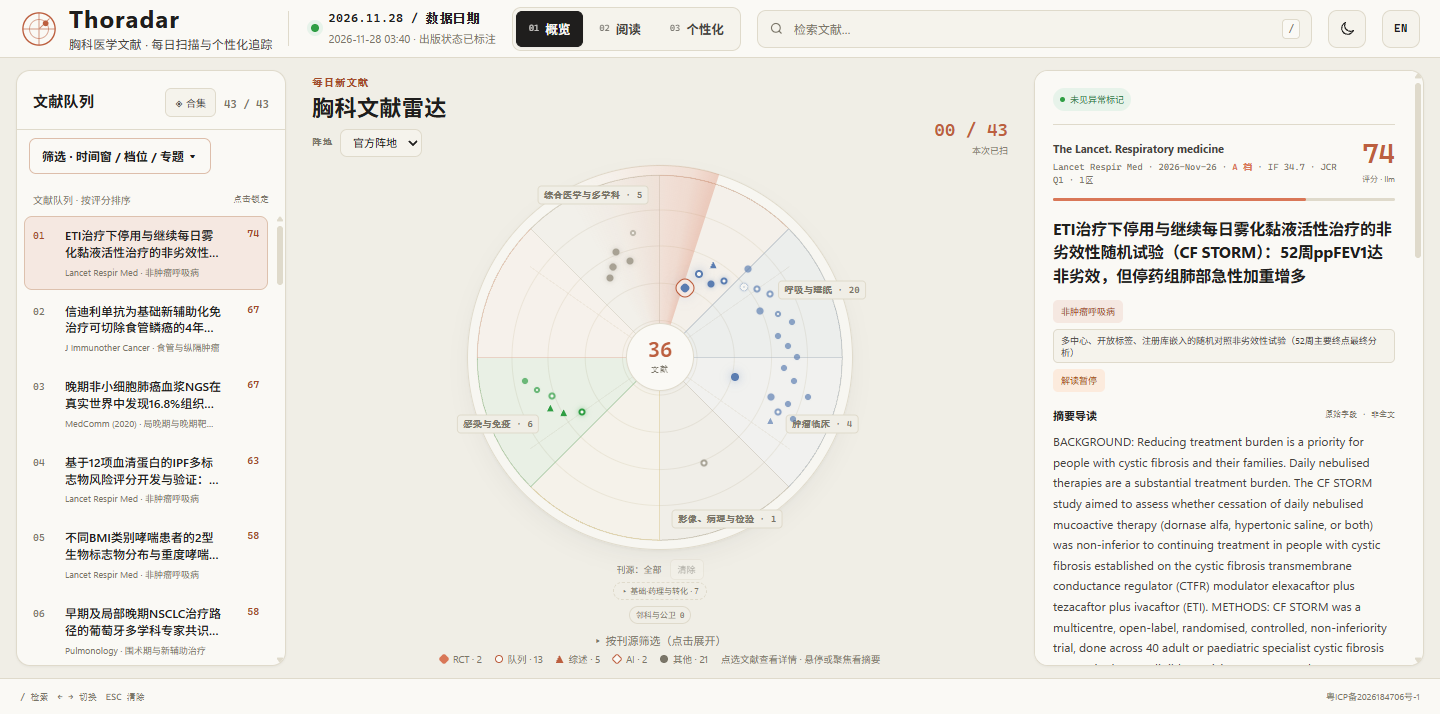 Thoradar
胸科医学文献 · 每日扫描与个性化追踪
2026.11.28 / 数据日期
2026-11-28 03:40 · 出版状态已标注
01 概览
02 阅读
03 个性化
检索文献...
/
EN
文献队列
合集
43 / 43
筛选 · 时间窗 / 档位 / 专题
文献队列 · 按评分排序
点击锁定
01
ETI治疗下停用与继续每日雾
化黏液活性治疗的非劣效性...
74
Lancet Respir Med · 非肿瘤呼吸病
02
信迪利单抗为基础新辅助化免
治疗可切除食管鳞癌的4年...
67
J Immunother Cancer · 食管与纵隔肿瘤
03
晚期非小细胞肺癌血浆NGS在
真实世界中发现16.8%组织...
67
MedComm (2020) · 局晚期与晚期靶...
04
基于12项血清蛋白的IPF多标
志物风险评分开发与验证：...
63
Lancet Respir Med · 非肿瘤呼吸病
05
不同BMI类别哮喘患者的2型
生物标志物分布与重度哮喘...
58
Lancet Respir Med · 非肿瘤呼吸病
06
早期及局部晚期NSCLC治疗路
径的葡萄牙多学科专家共识...
58
Pulmonology · 围术期与新辅助治疗
每日新文献
胸科文献雷达
阵地
官方阵地
00 / 43
本次已扫
综合医学与多学科 · 5
呼吸与睡眠 · 20
36
文献
感染与免疫 · 6
肿瘤临床 · 4
影像、病理与检验 · 1
刊源：全部
清除
基础·药理与转化 · 7
邻科与公卫 0
按刊源筛选（点击展开）
RCT · 2
队列 · 13
综述 · 5
AI · 2
其他 · 21
点选文献查看详情 · 悬停或聚焦看摘要
未见异常标记
The Lancet. Respiratory medicine
74
Lancet Respir Med · 2026-Nov-26 · A 档 · IF 34.7 · JCR
Q1 · 1区
评分 · llm
ETI治疗下停用与继续每日雾化黏液活性治疗的非
劣效性随机试验（CF STORM）：52周ppFEV1达
非劣效，但停药组肺部急性加重增多
非肿瘤呼吸病
多中心、开放标签、注册库嵌入的随机对照非劣效性试验（52周主要终点最终分
析）
解读暂停
摘要导读
原始字段 · 非全文
BACKGROUND: Reducing treatment burden is a priority for
people with cystic fibrosis and their families. Daily nebulised
therapies are a substantial treatment burden. The CF STORM
study aimed to assess whether cessation of daily nebulised
mucoactive therapy (dornase alfa, hypertonic saline, or both)
was non-inferior to continuing treatment in people with cystic
fibrosis established on the cystic fibrosis transmembrane
conductance regulator (CFTR) modulator elexacaftor plus
tezacaftor plus ivacaftor (ETI). METHODS: CF STORM was a
multicentre, open-label, randomised, controlled, non-inferiority
trial, done across 40 adult or paediatric specialist cystic fibrosis
/ 检索 ← → 切换 ESC 清除
粤ICP备2026184706号-1